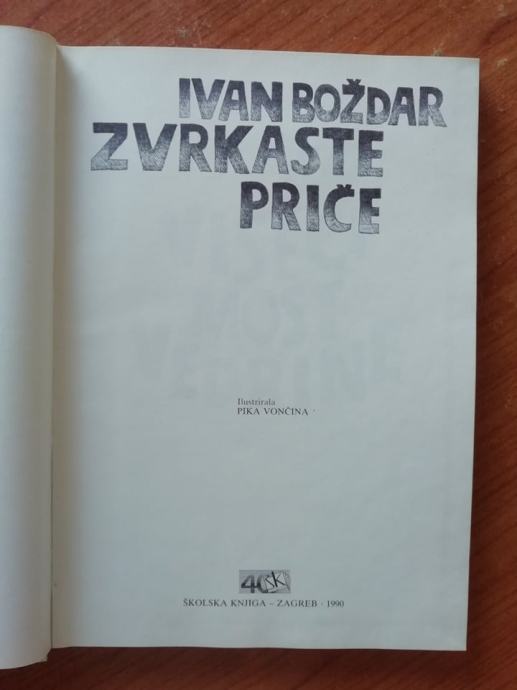 IVAN BOŽDAR
ZVRKASTE
PRIČE
Ilustrirala
PIKA VONČINA
40 ŠK
ŠKOLSKA KNJIGA – ZAGREB · 1990